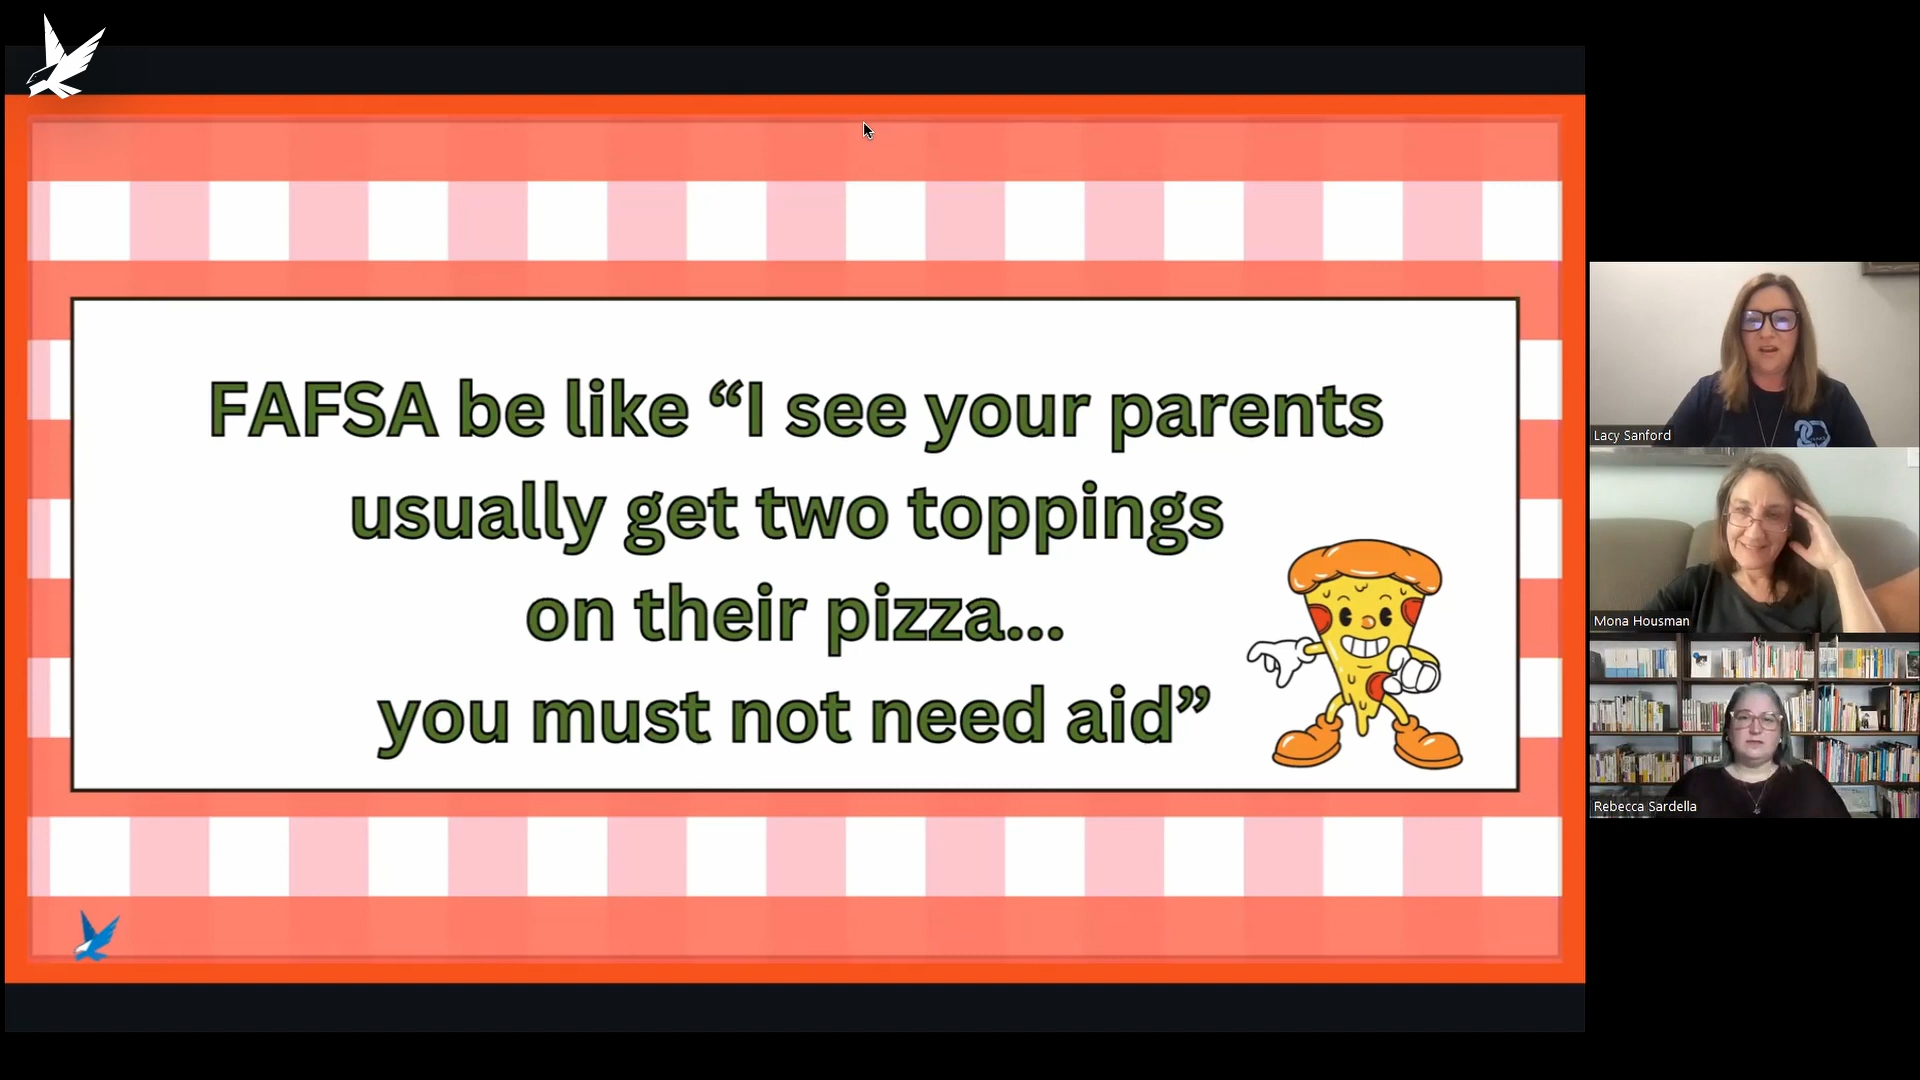 FAFSA be like “I see your parents
usually get two toppings
on their pizza...
you must not need aid”
Lacy Sanford
Mona Housman
Rebecca Sardella